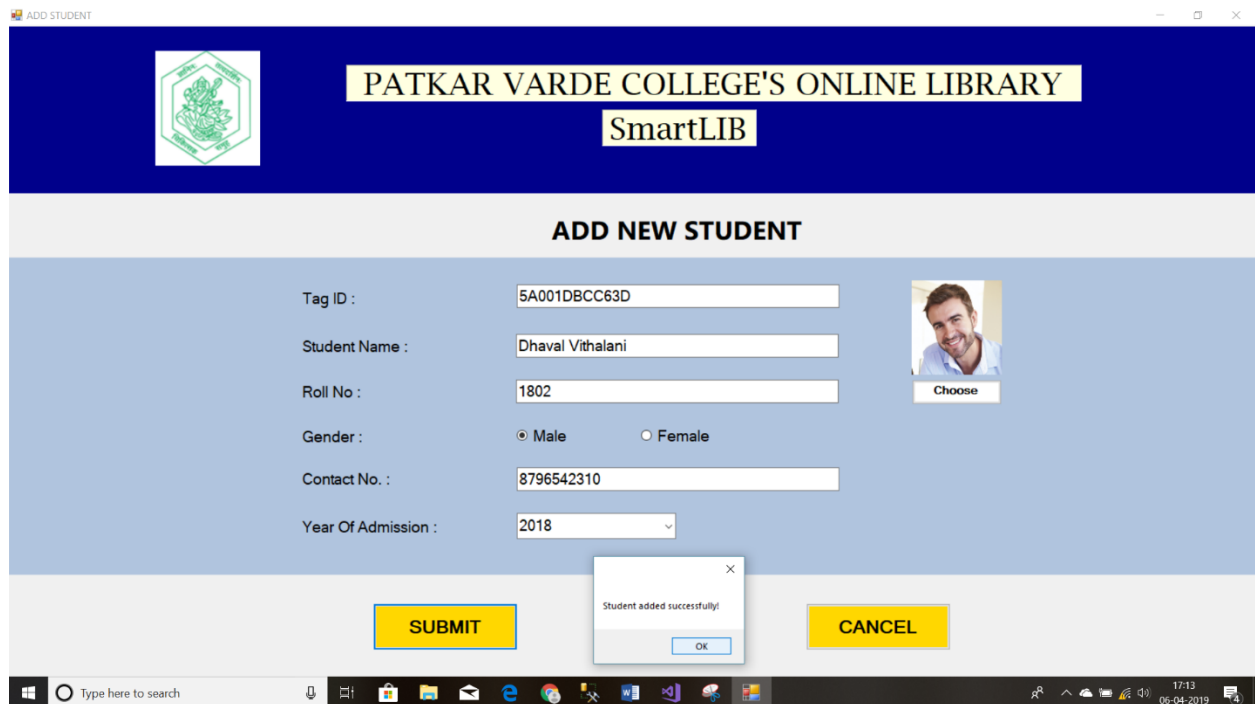 ADD STUDENT
PATKAR VARDE COLLEGE'S ONLINE LIBRARY
SmartLIB
ADD NEW STUDENT
Tag ID : 5A001DBCC63D
Student Name : Dhaval Vithalani
Roll No : 1802
Choose
Gender : Male Female
Contact No. : 8796542310
Year Of Admission : 2018
Student added successfully!
OK
SUBMIT
CANCEL
Type here to search
17:13
06-04-2019
4